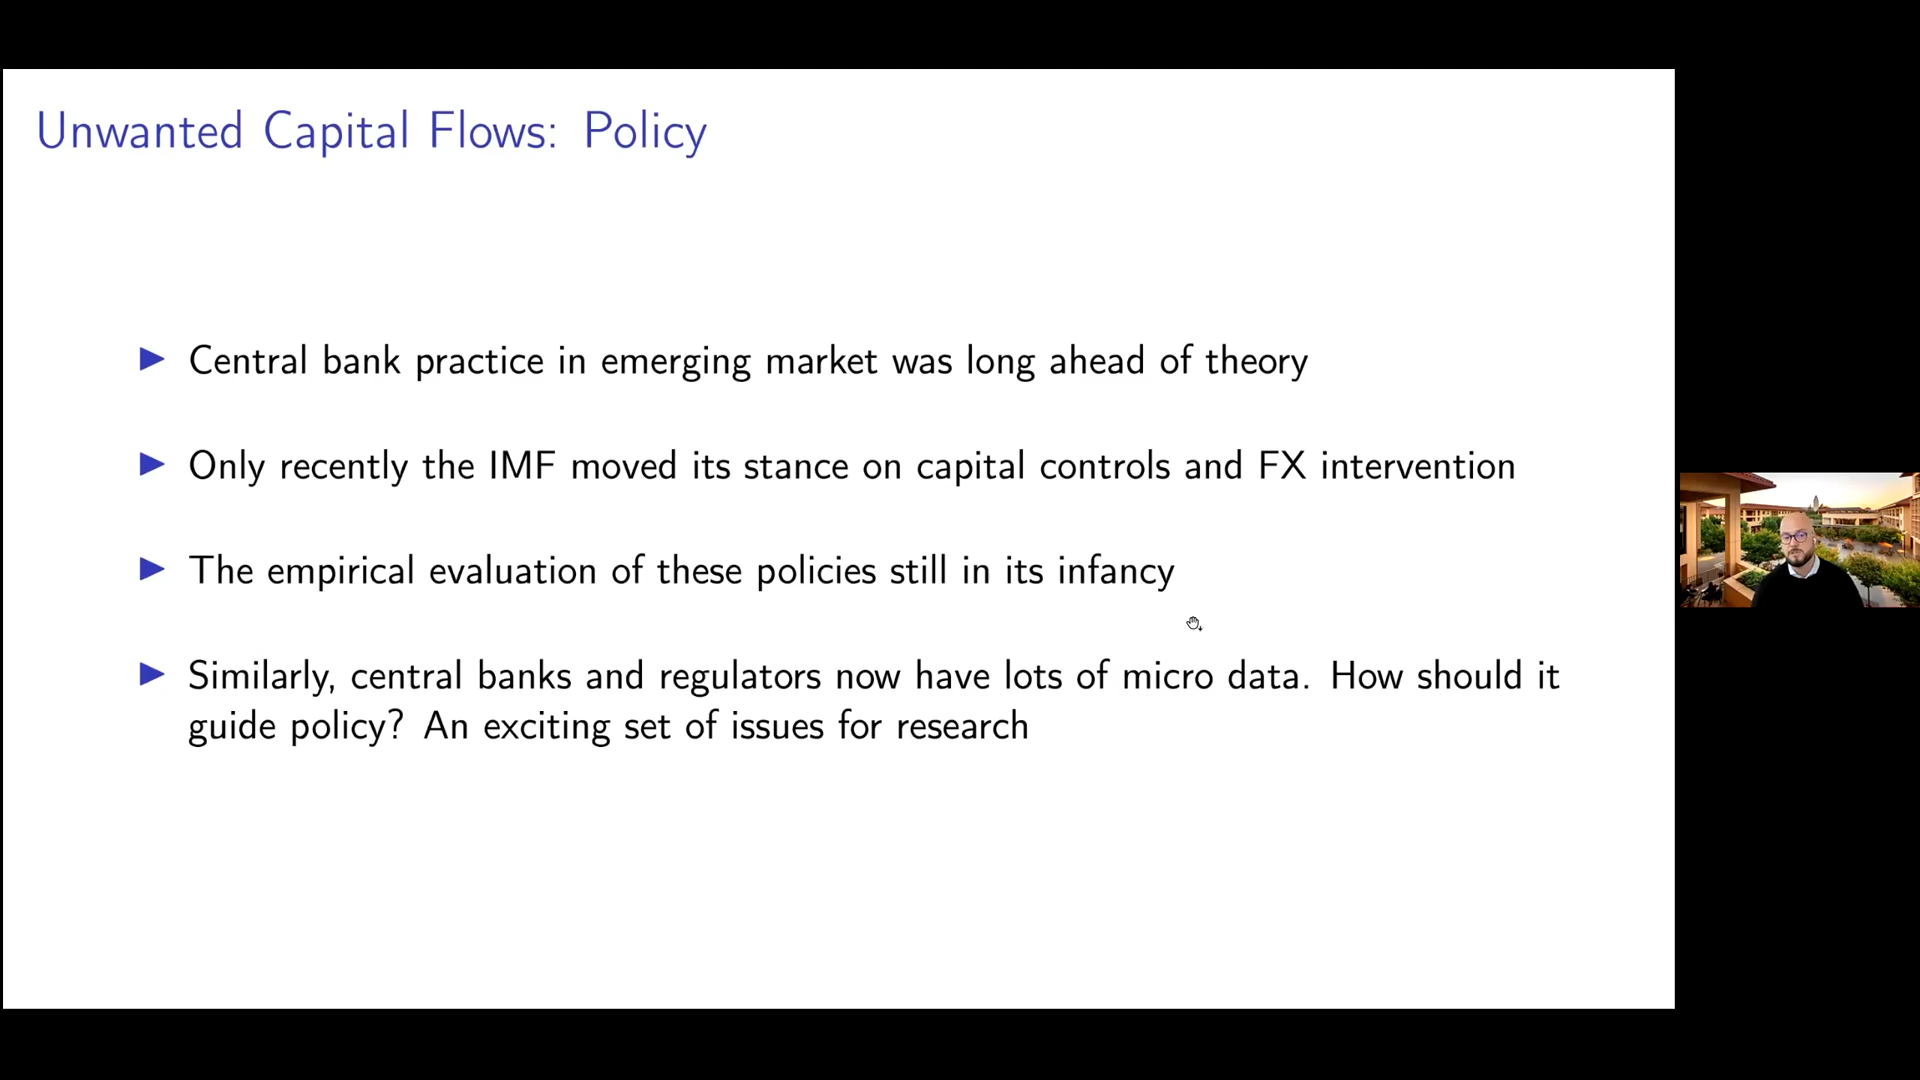 Unwanted Capital Flows: Policy
Central bank practice in emerging market was long ahead of theory
Only recently the IMF moved its stance on capital controls and FX intervention
The empirical evaluation of these policies still in its infancy
Similarly, central banks and regulators now have lots of micro data. How should it
guide policy? An exciting set of issues for research